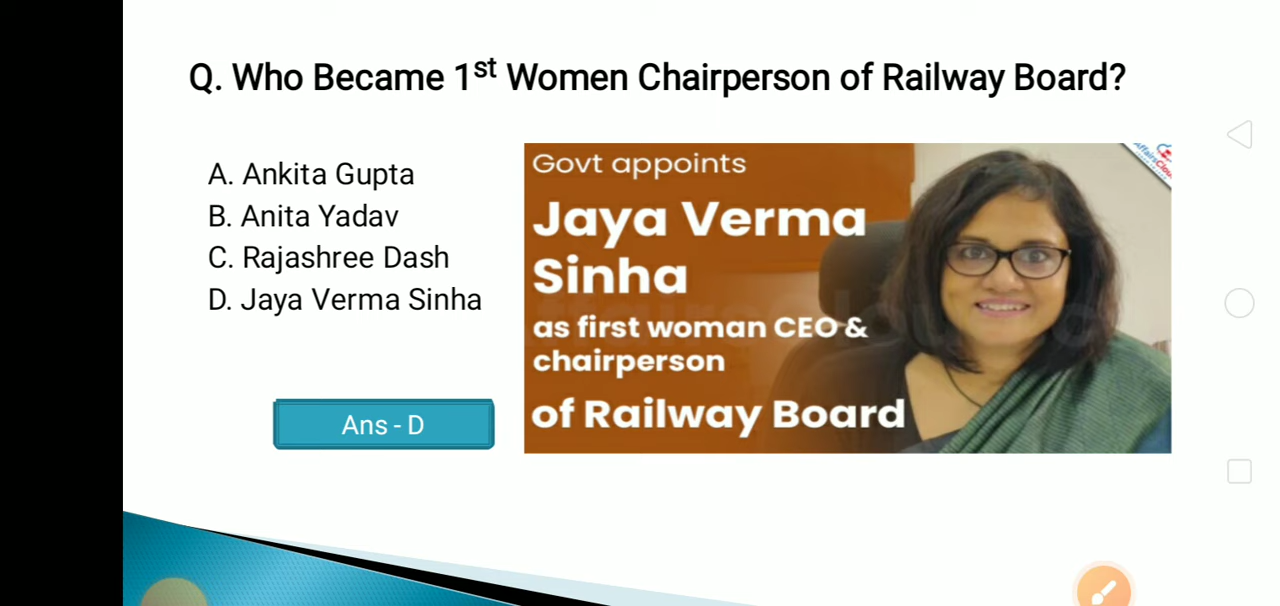 Q. Who Became 1st Women Chairperson of Railway Board?
A. Ankita Gupta
B. Anita Yadav
C. Rajashree Dash
D. Jaya Verma Sinha
Ans - D
Govt appoints
Jaya Verma
Sinha
as first woman CEO &
chairperson
of Railway Board